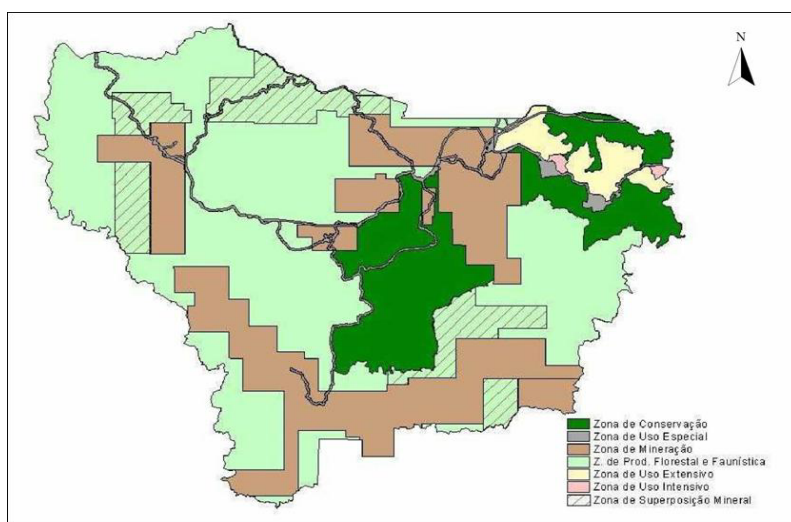 N
Zona de Conservação
Zona de Uso Especial
Zona de Mineração
Z. de Prod. Florestal e Faunística
Zona de Uso Extensivo
Zona de Uso Intensivo
Zona de Superposição Mineral